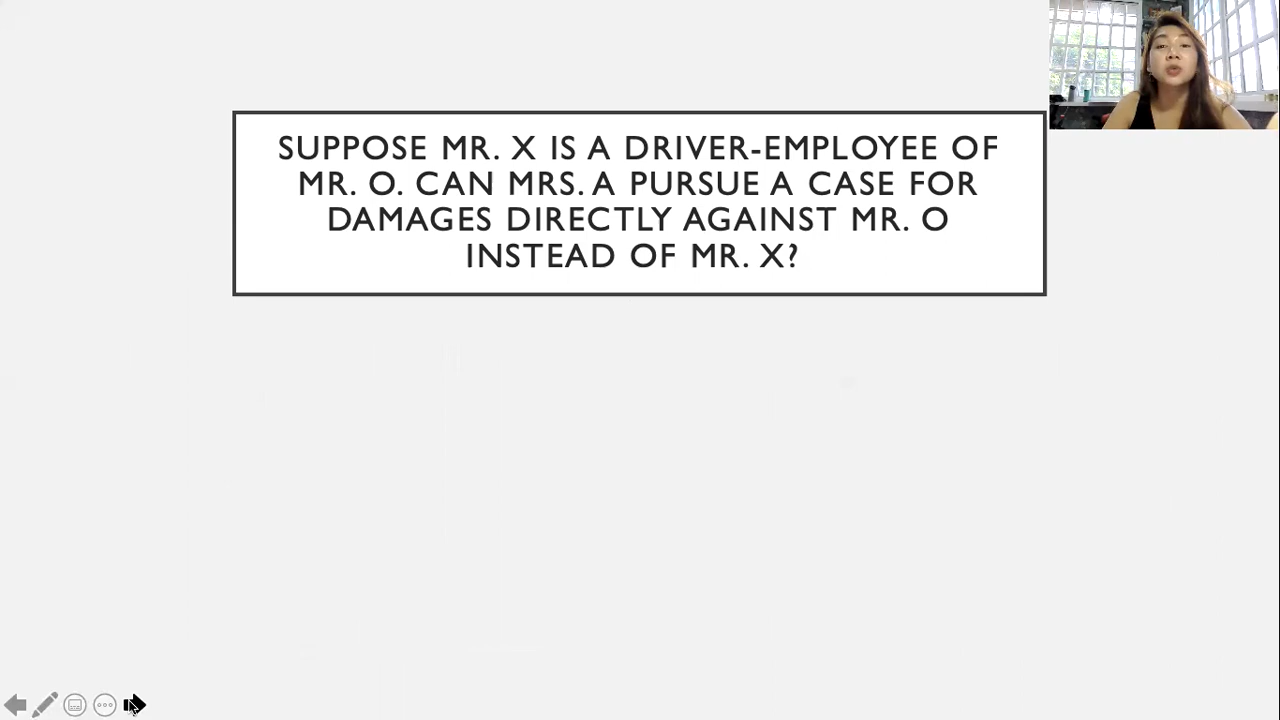 SUPPOSE MR. X IS A DRIVER-EMPLOYEE OF
MR. O. CAN MRS. A PURSUE A CASE FOR
DAMAGES DIRECTLY AGAINST MR. O
INSTEAD OF MR. X?